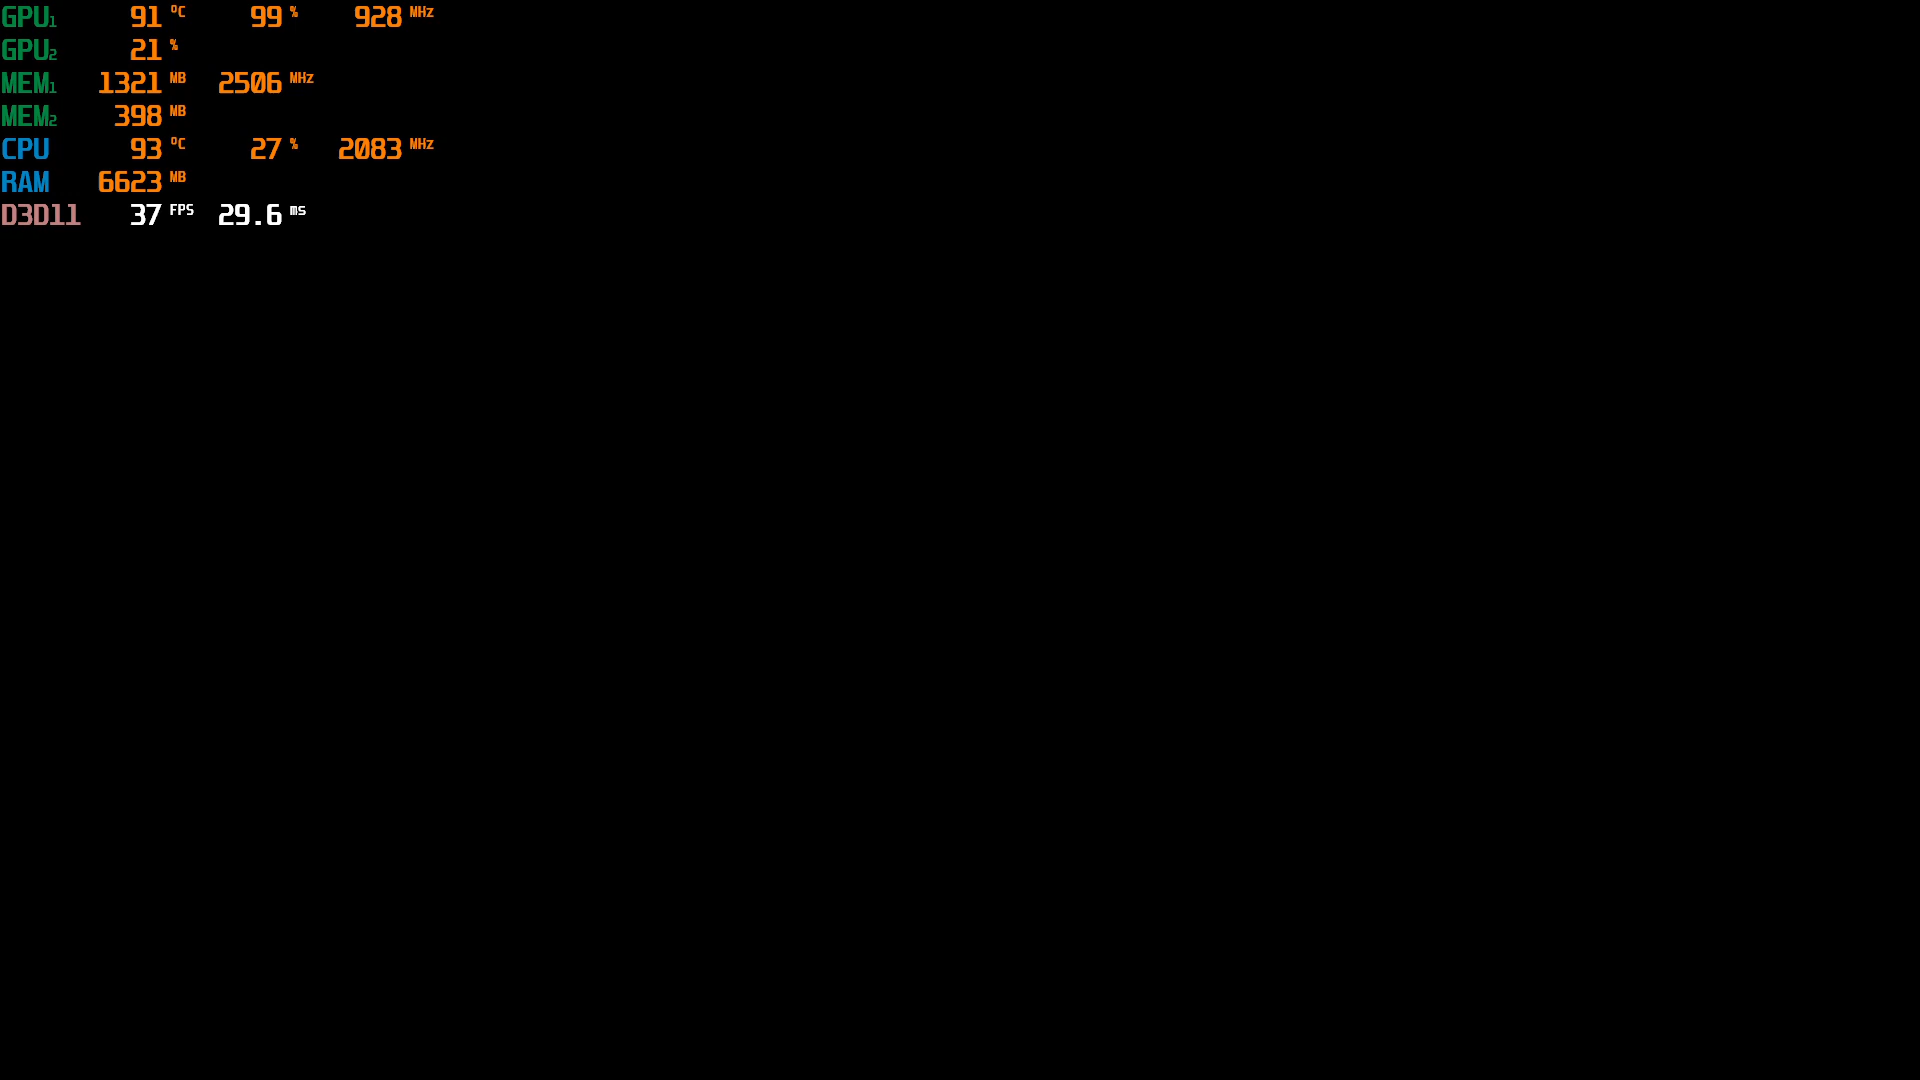 GPU1 91 °C 99 % 928 MHz
GPU2 21 %
MEM1 1321 MB 2506 MHz
MEM2 398 MB
CPU 93 °C 27 % 2083 MHz
RAM 6623 MB
D3D11 37 FPS 29.6 ms